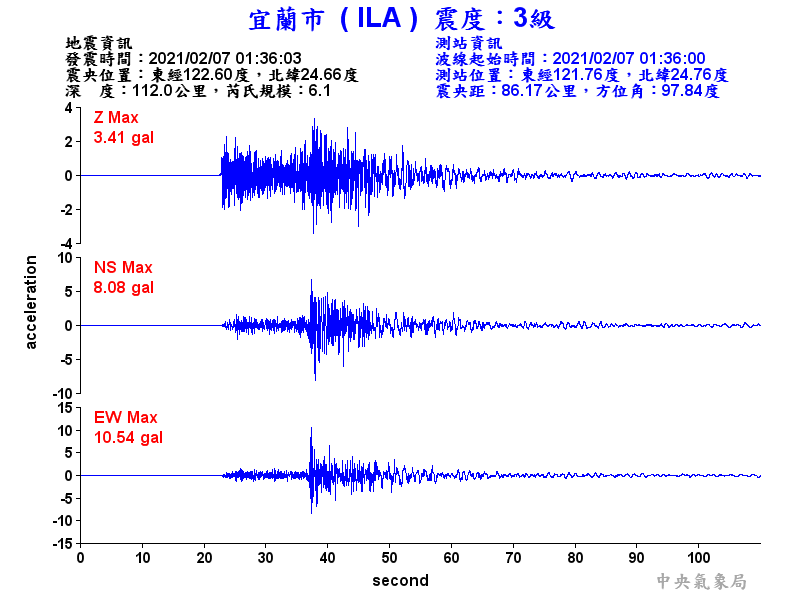 宜蘭市 ( ILA ) 震度：3級
地震資訊
發震時間：2021/02/07 01:36:03
震央位置：東經122.60度，北緯24.66度
深　度：112.0公里，芮氏規模：6.1
測站資訊
波線起始時間：2021/02/07 01:36:00
測站位置：東經121.76度，北緯24.76度
震央距：86.17公里，方位角：97.84度
acceleration
4
Z Max
3.41 gal
2
0
-2
-4
10
NS Max
8.08 gal
5
0
-5
-10
15
EW Max
10.54 gal
10
5
0
-5
-10
-15
0 10 20 30 40 50 60 70 80 90 100
second
中央氣象局